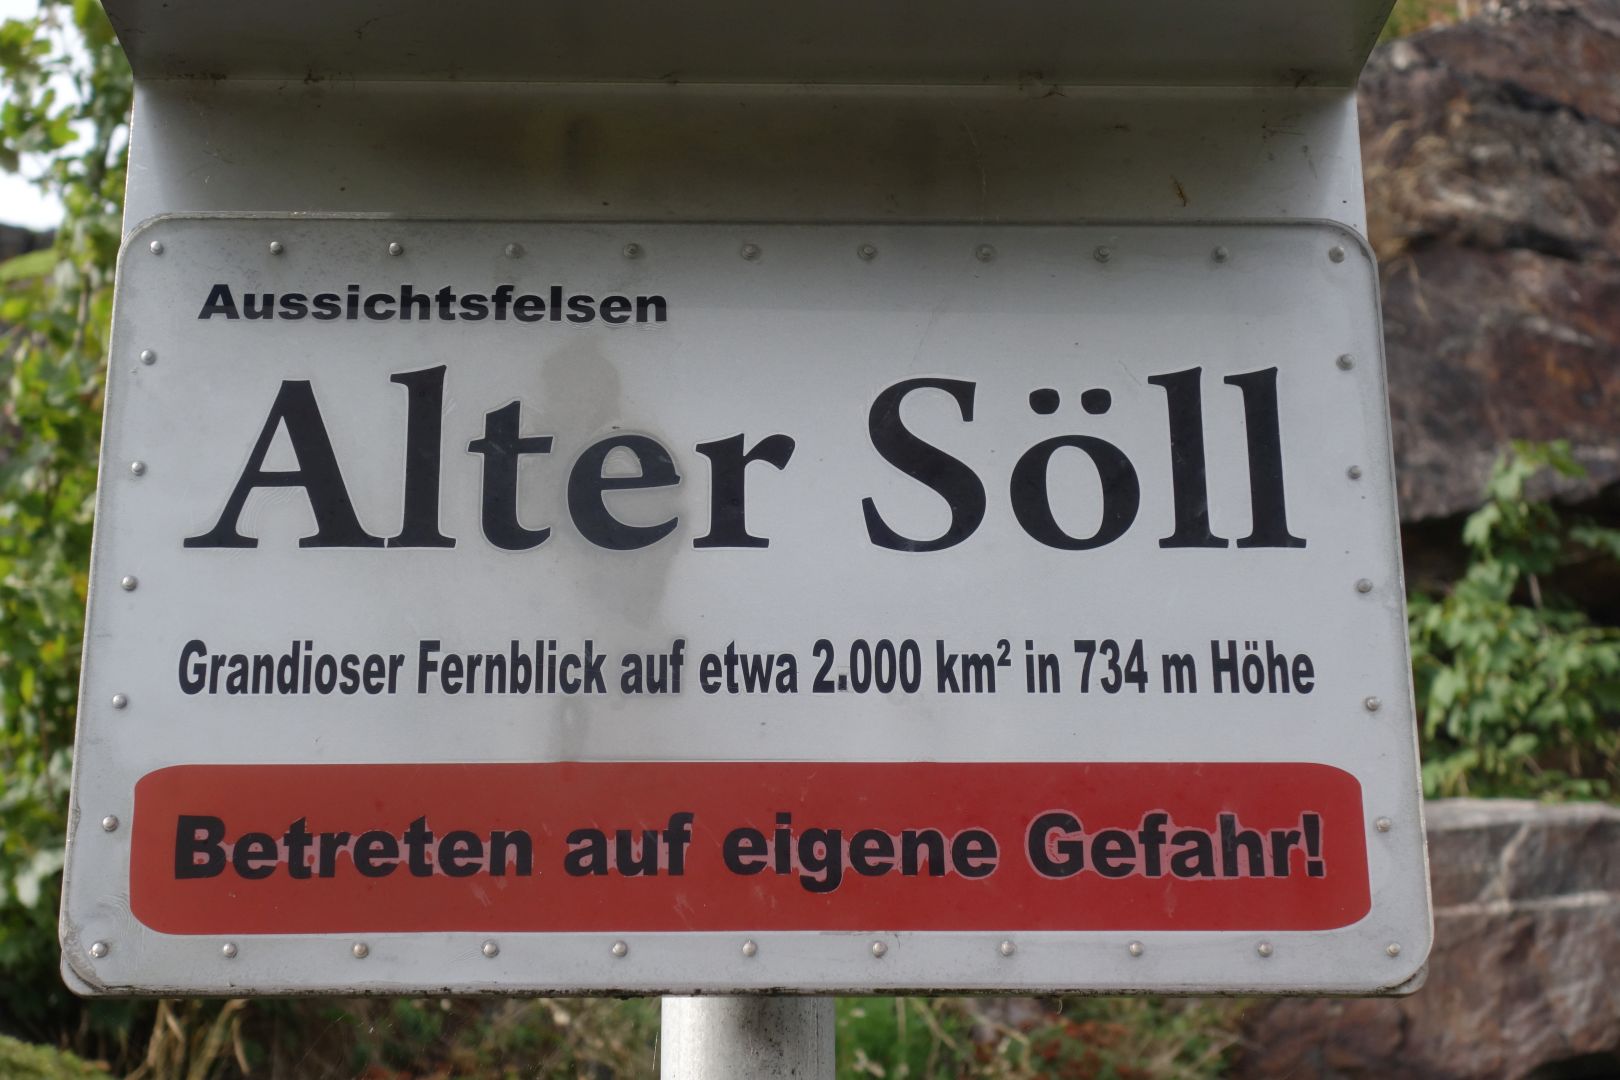 Aussichtsfelsen
Alter Söll
Grandioser Fernblick auf etwa 2.000 km² in 734 m Höhe
Betreten auf eigene Gefahr!